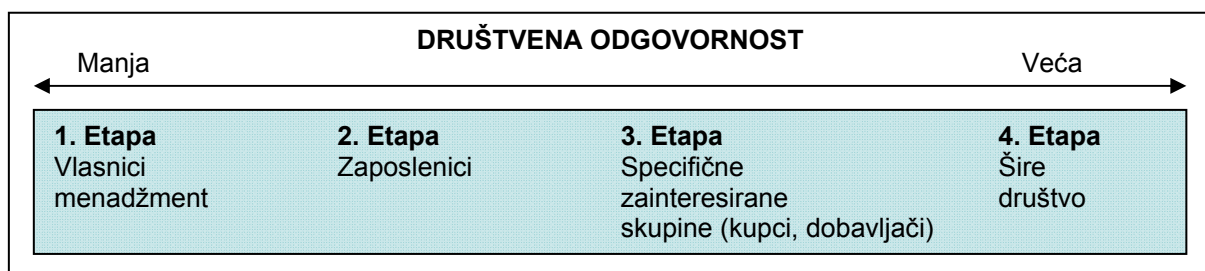 DRUŠTVENA ODGOVORNOST
Manja
Veća
1. Etapa
Vlasnici
menadžment
2. Etapa
Zaposlenici
3. Etapa
Specifične
zainteresirane
skupine (kupci, dobavljači)
4. Etapa
Šire
društvo